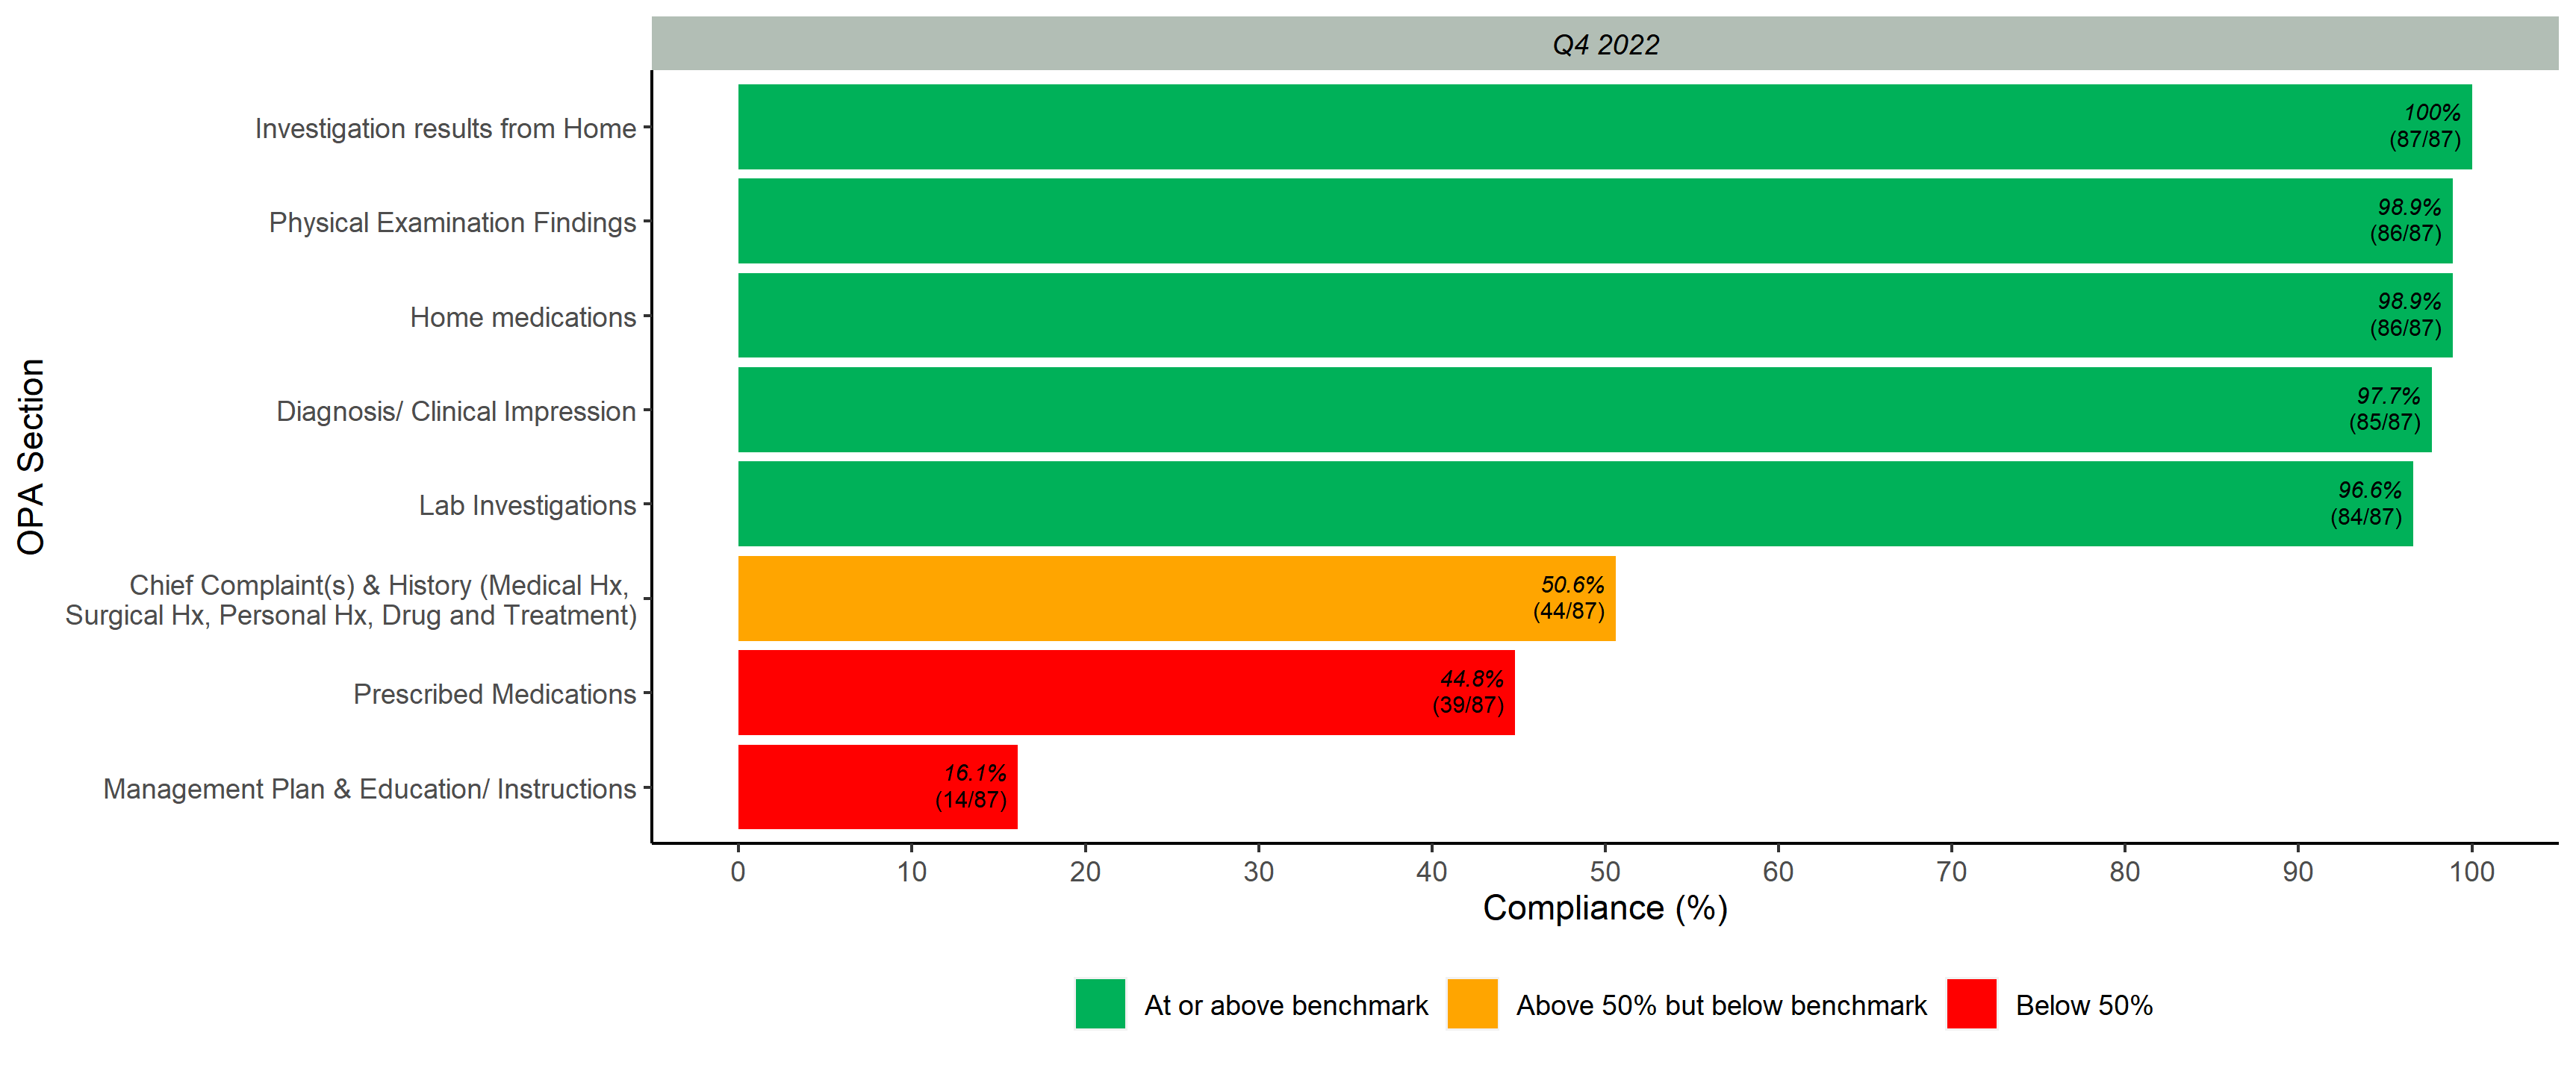 Q4 2022
OPA Section
Investigation results from Home
100%
(87/87)
Physical Examination Findings
98.9%
(86/87)
Home medications
98.9%
(86/87)
Diagnosis/ Clinical Impression
97.7%
(85/87)
Lab Investigations
96.6%
(84/87)
Chief Complaint(s) & History (Medical Hx,
Surgical Hx, Personal Hx, Drug and Treatment)
50.6%
(44/87)
Prescribed Medications
44.8%
(39/87)
Management Plan & Education/ Instructions
16.1%
(14/87)
0 10 20 30 40 50 60 70 80 90 100
Compliance (%)
At or above benchmark Above 50% but below benchmark Below 50%